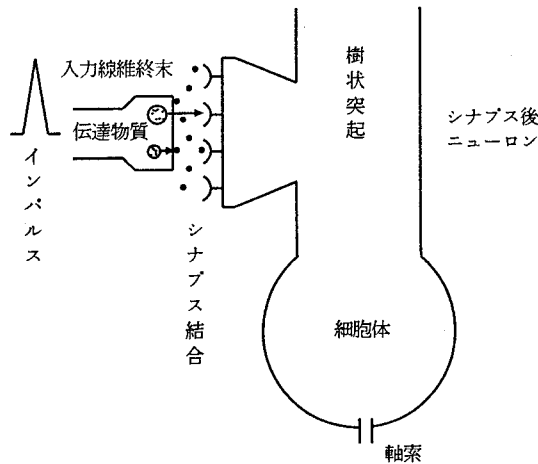 入力線維終末
伝達物質
インパルス
シナプス結合
樹状突起
シナプス後
ニューロン
細胞体
軸索